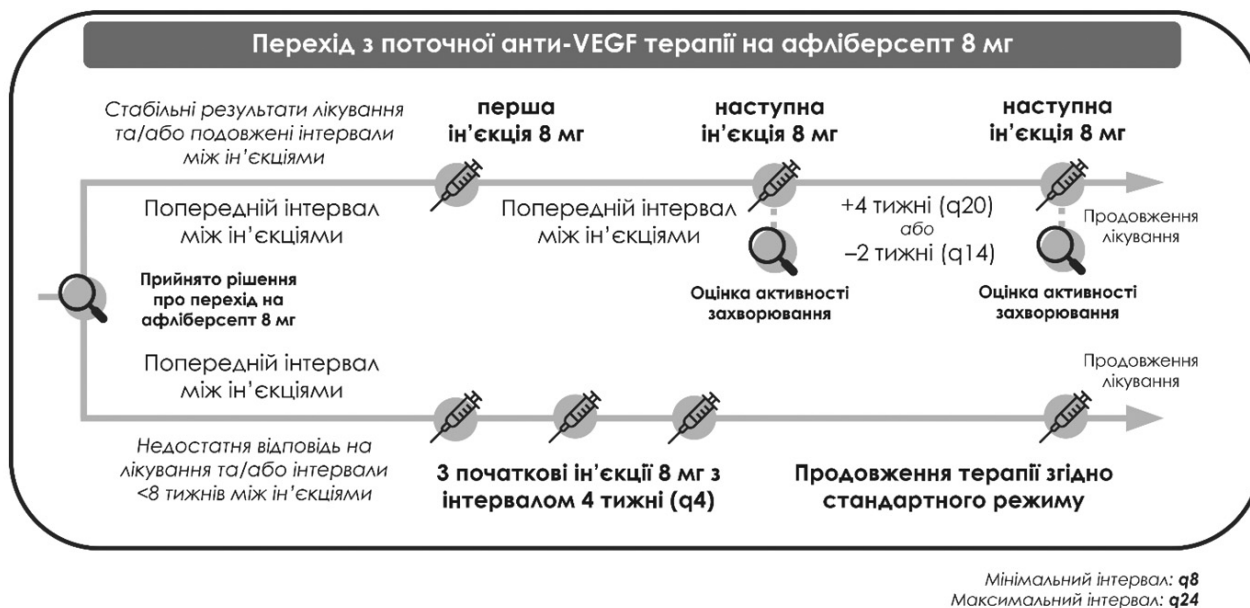 Перехід з поточної анти-VEGF терапії на афліберсепт 8 мг
Стабільні результати лікування
та/або подовжені інтервали
між ін’єкціями
перша
ін’єкція 8 мг
наступна
ін’єкція 8 мг
наступна
ін’єкція 8 мг
Попередній інтервал
між ін’єкціями
Попередній інтервал
між ін’єкціями
+4 тижні (q20)
або
–2 тижні (q14)
Продовження
лікування
Прийнято рішення
про перехід на
афліберсепт 8 мг
Оцінка активності
захворювання
Оцінка активності
захворювання
Попередній інтервал
між ін’єкціями
Продовження
лікування
Недостатня відповідь на
лікування та/або інтервали
<8 тижнів між ін’єкціями
3 початкові ін’єкції 8 мг з
інтервалом 4 тижні (q4)
Продовження терапії згідно
стандартного режиму
Мінімальний інтервал: q8
Максимальний інтервал: q24